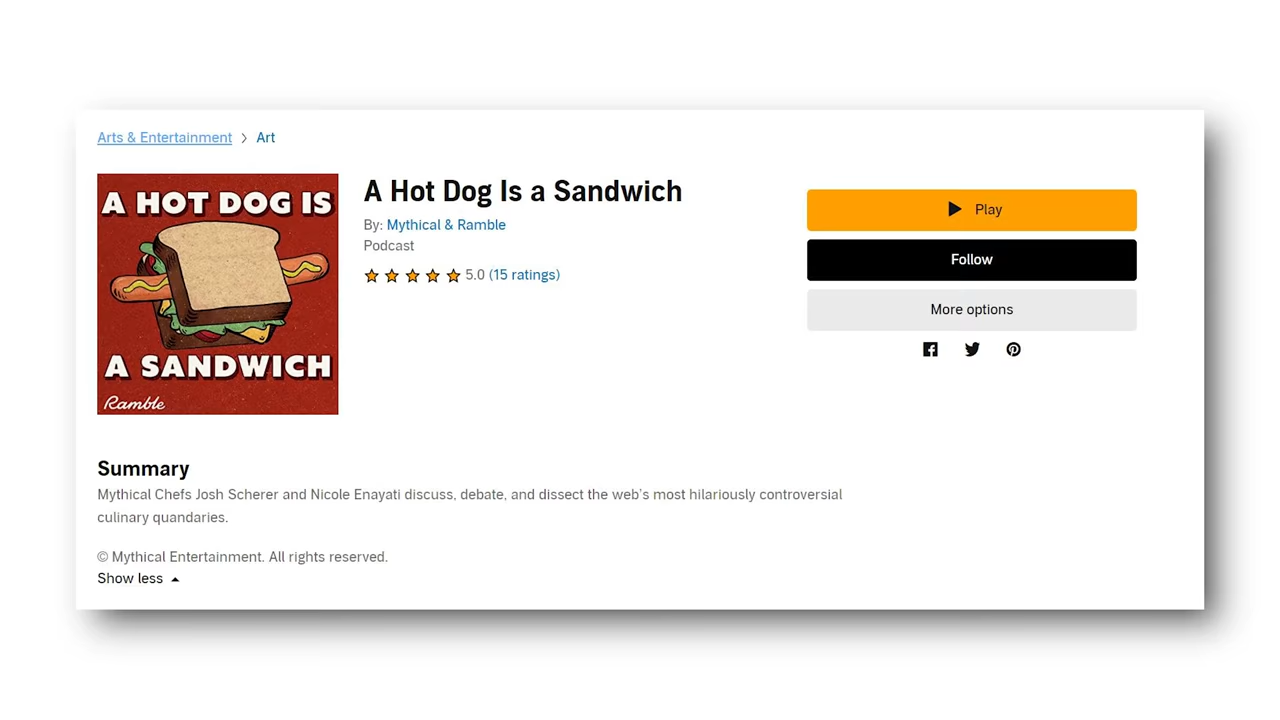 Arts & Entertainment > Art
A HOT DOG IS
A SANDWICH
Ramble
A Hot Dog Is a Sandwich
By: Mythical & Ramble
Podcast
5.0 (15 ratings)
Play
Follow
More options
Summary
Mythical Chefs Josh Scherer and Nicole Enayati discuss, debate, and dissect the web's most hilariously controversial
culinary quandaries.
© Mythical Entertainment. All rights reserved.
Show less